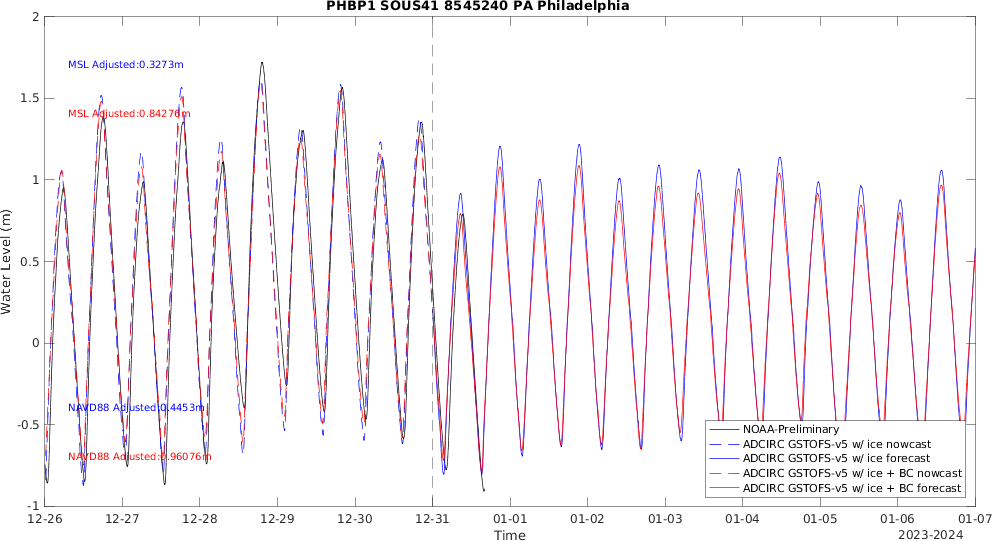 PHBP1 SOUS41 8545240 PA Philadelphia
2
1.5
1
0.5
0
-0.5
-1
Water Level (m)
MSL Adjusted:0.3273m
MSL Adjusted:0.84276m
NAVD88 Adjusted:0.4453m
NAVD88 Adjusted:0.96076m
NOAA-Preliminary
ADCIRC GSTOFS-v5 w/ ice nowcast
ADCIRC GSTOFS-v5 w/ ice forecast
ADCIRC GSTOFS-v5 w/ ice + BC nowcast
ADCIRC GSTOFS-v5 w/ ice + BC forecast
12-26 12-27 12-28 12-29 12-30 12-31 01-01 01-02 01-03 01-04 01-05 01-06 01-07
Time
2023-2024